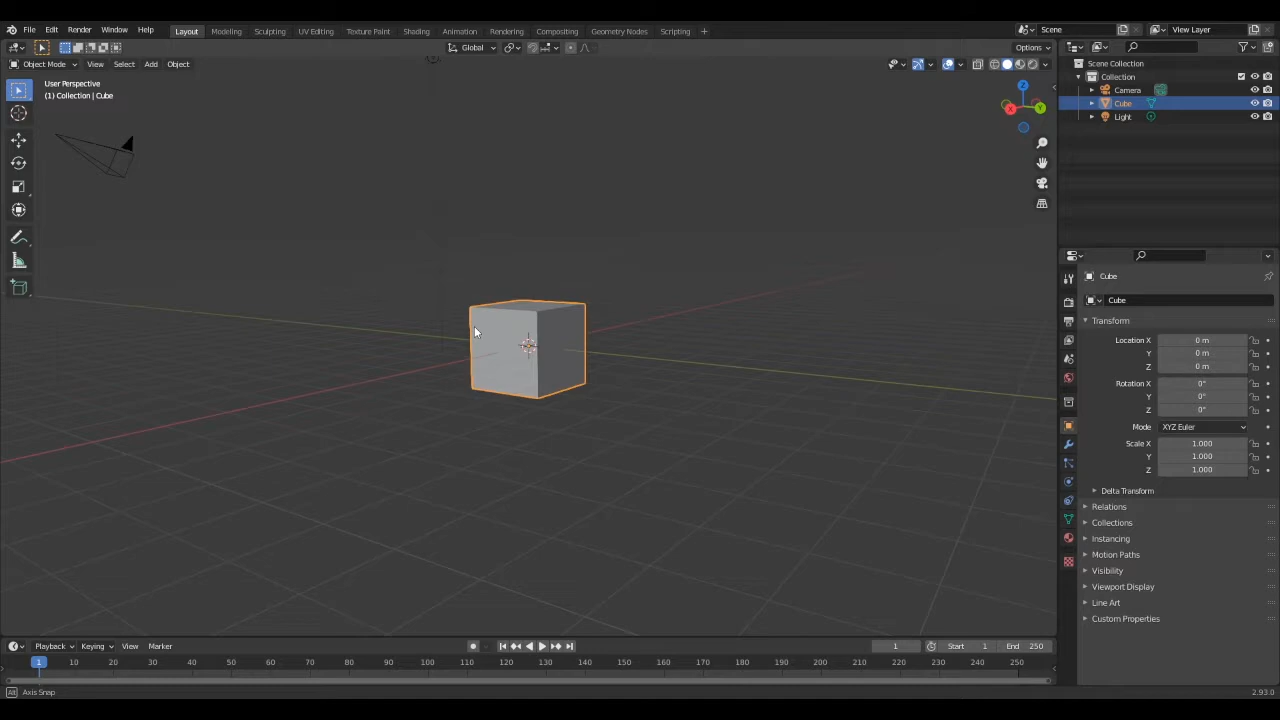 File Edit Render Window Help Layout Modeling Sculpting UV Editing Texture Paint Shading Animation Rendering Compositing Geometry Nodes Scripting + Scene View Layer
Global Options
Object Mode View Select Add Object
User Perspective
(1) Collection | Cube
Z
X Y
Scene Collection
Collection
Camera
Cube
Light
Cube
Cube
Transform
Location X 0 m
Y 0 m
Z 0 m
Rotation X 0°
Y 0°
Z 0°
Mode XYZ Euler
Scale X 1.000
Y 1.000
Z 1.000
Delta Transform
Relations
Collections
Instancing
Motion Paths
Visibility
Viewport Display
Line Art
Custom Properties
Playback Keying View Marker 1 Start 1 End 250
1 10 20 30 40 50 60 70 80 90 100 110 120 130 140 150 160 170 180 190 200 210 220 230 240 250
Alt Axis Snap 2.93.0